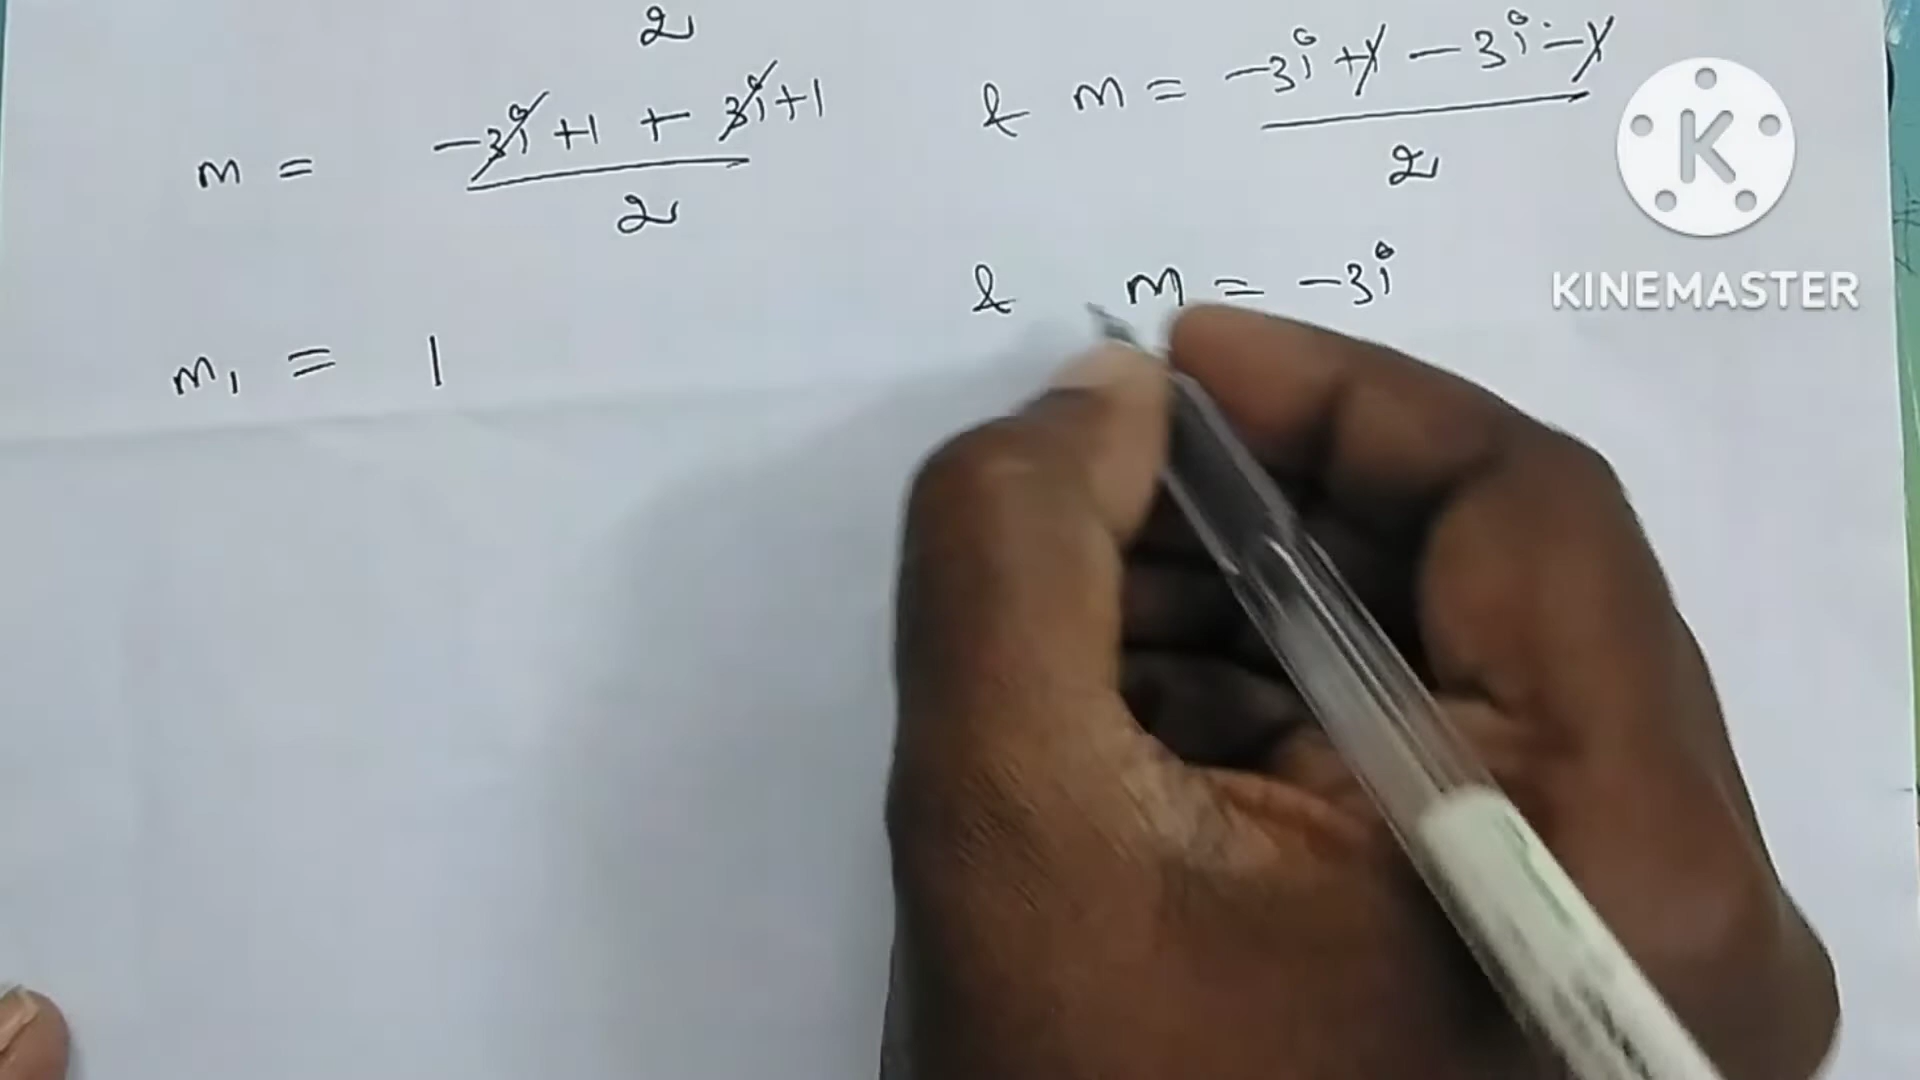 2
m = -3i +1 + 3i+1 / 2
m1 = 1
& m = -3i +1 - 3i -1 / 2
& m = -3i
K
KINEMASTER